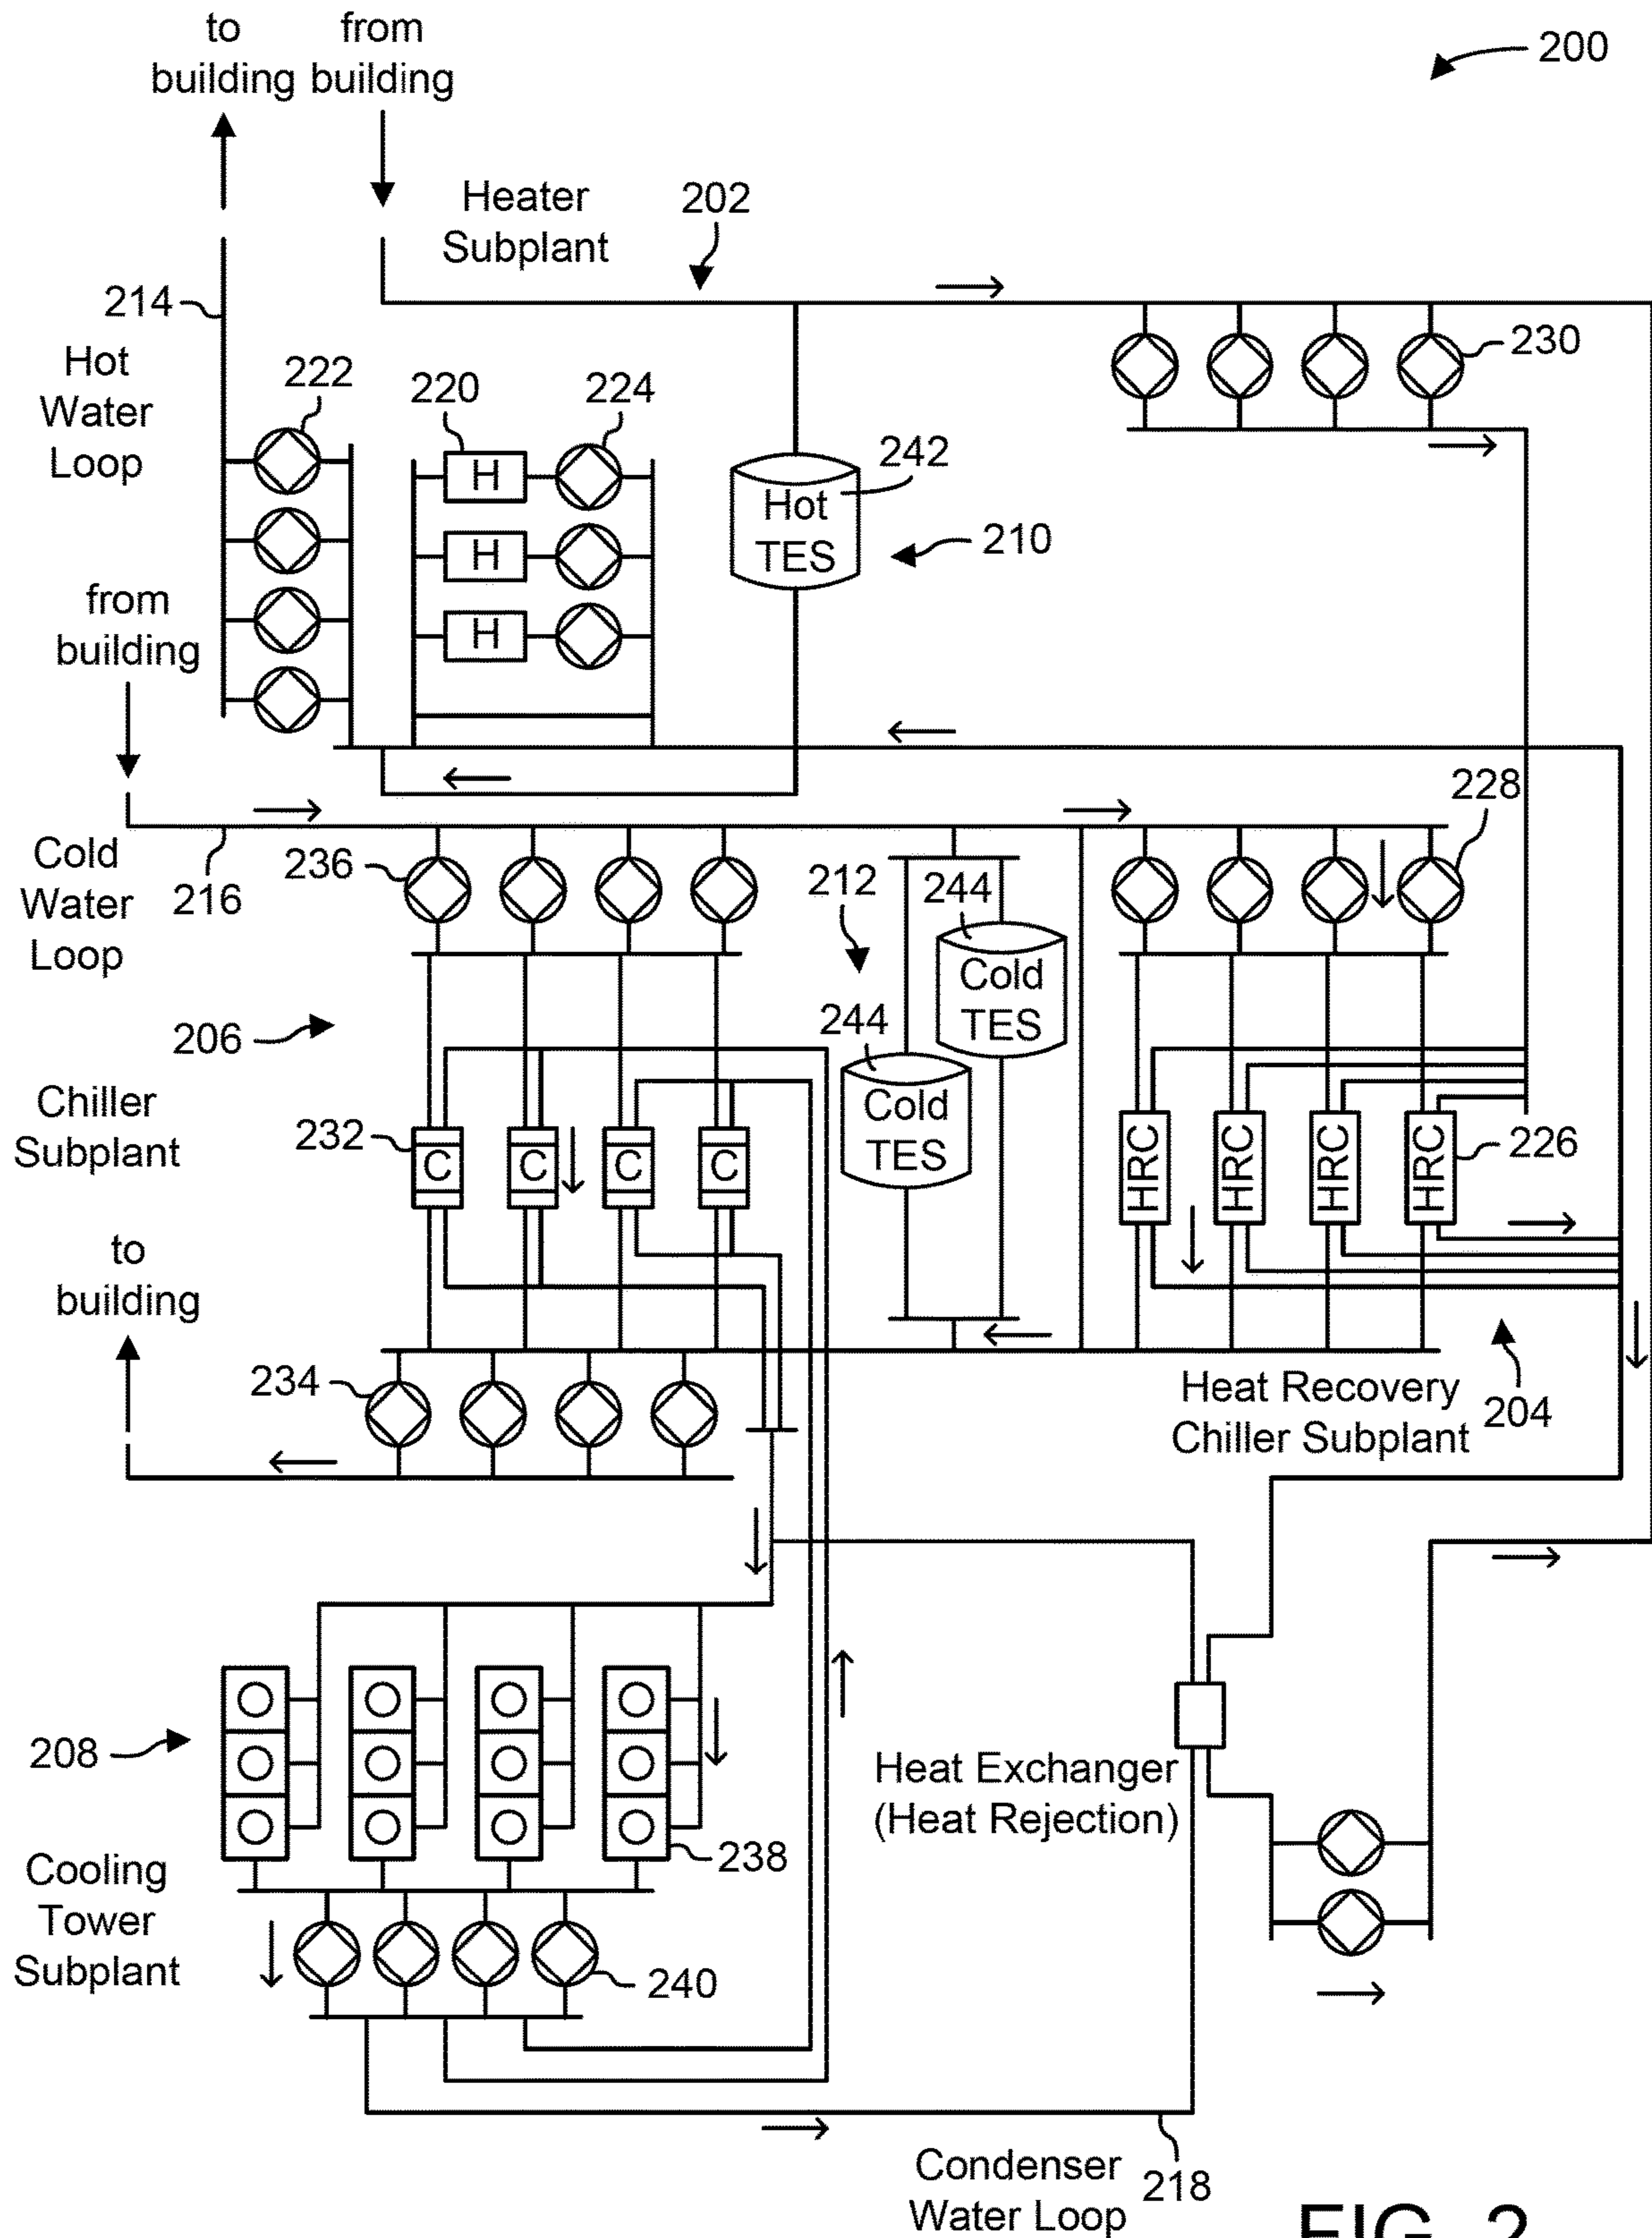 to
building
from
building
200
Heater
Subplant
202
214
Hot
Water
Loop
222
220
224
H
H
H
230
242
Hot
TES
210
from
building
228
Cold
Water
Loop
216
236
212
244
Cold
TES
244
Cold
TES
206
Chiller
Subplant
232
C
C
C
C
HRC
HRC
HRC
HRC
226
to
building
234
Heat Recovery
Chiller Subplant
204
208
Heat Exchanger
(Heat Rejection)
238
Cooling
Tower
Subplant
240
Condenser
Water Loop
218
FIG. 2